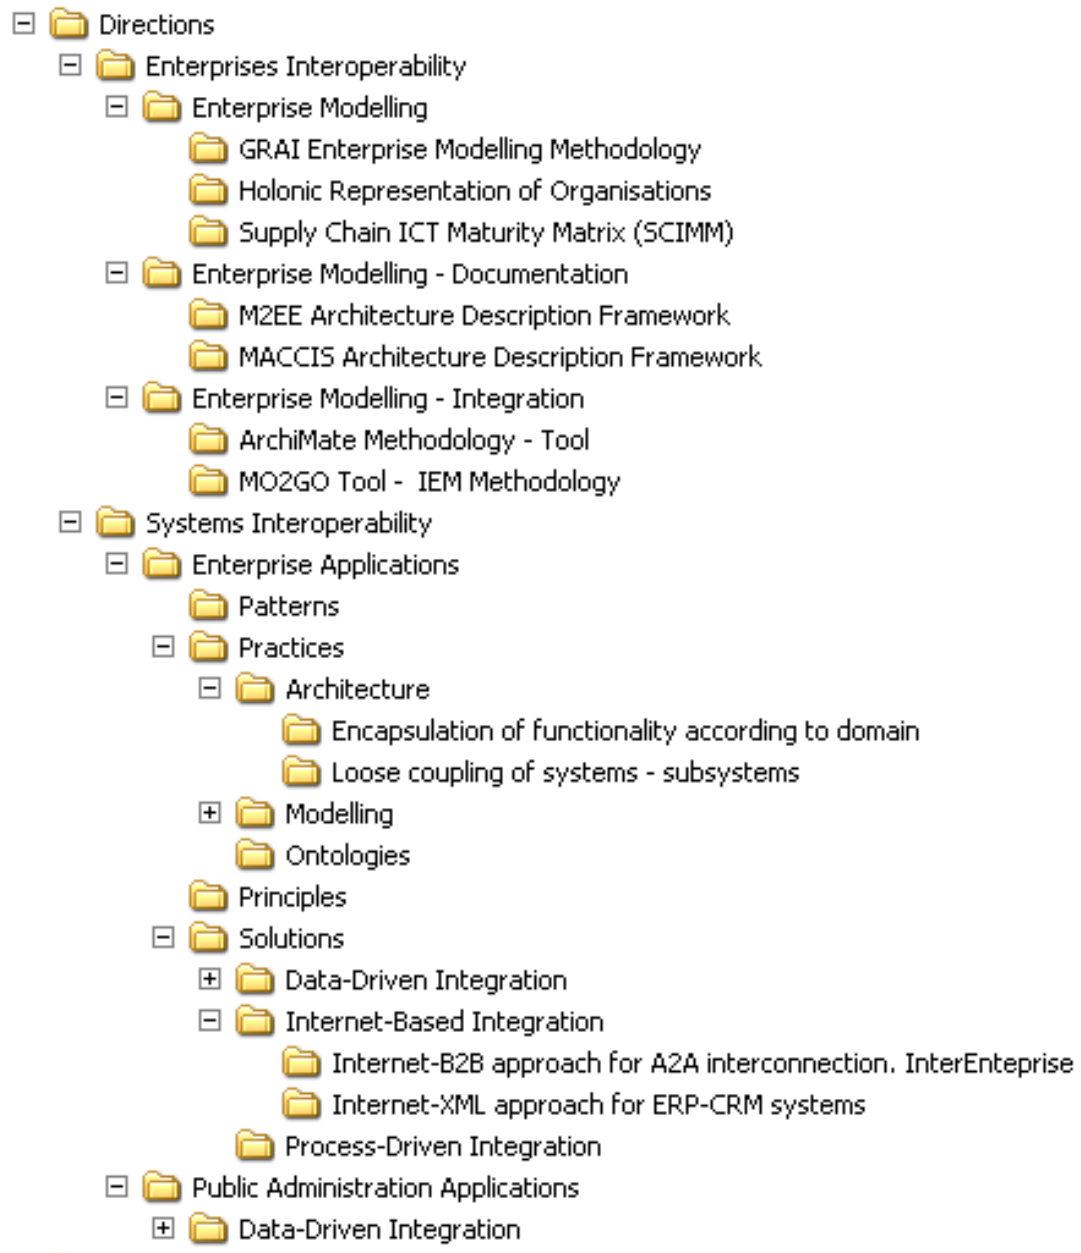 Directions
Enterprises Interoperability
Enterprise Modelling
GRAI Enterprise Modelling Methodology
Holonic Representation of Organisations
Supply Chain ICT Maturity Matrix (SCIMM)
Enterprise Modelling - Documentation
M2EE Architecture Description Framework
MACCIS Architecture Description Framework
Enterprise Modelling - Integration
ArchiMate Methodology - Tool
MO2GO Tool -  IEM Methodology
Systems Interoperability
Enterprise Applications
Patterns
Practices
Architecture
Encapsulation of functionality according to domain
Loose coupling of systems - subsystems
Modelling
Ontologies
Principles
Solutions
Data-Driven Integration
Internet-Based Integration
Internet-B2B approach for A2A interconnection. InterEnteprise
Internet-XML approach for ERP-CRM systems
Process-Driven Integration
Public Administration Applications
Data-Driven Integration